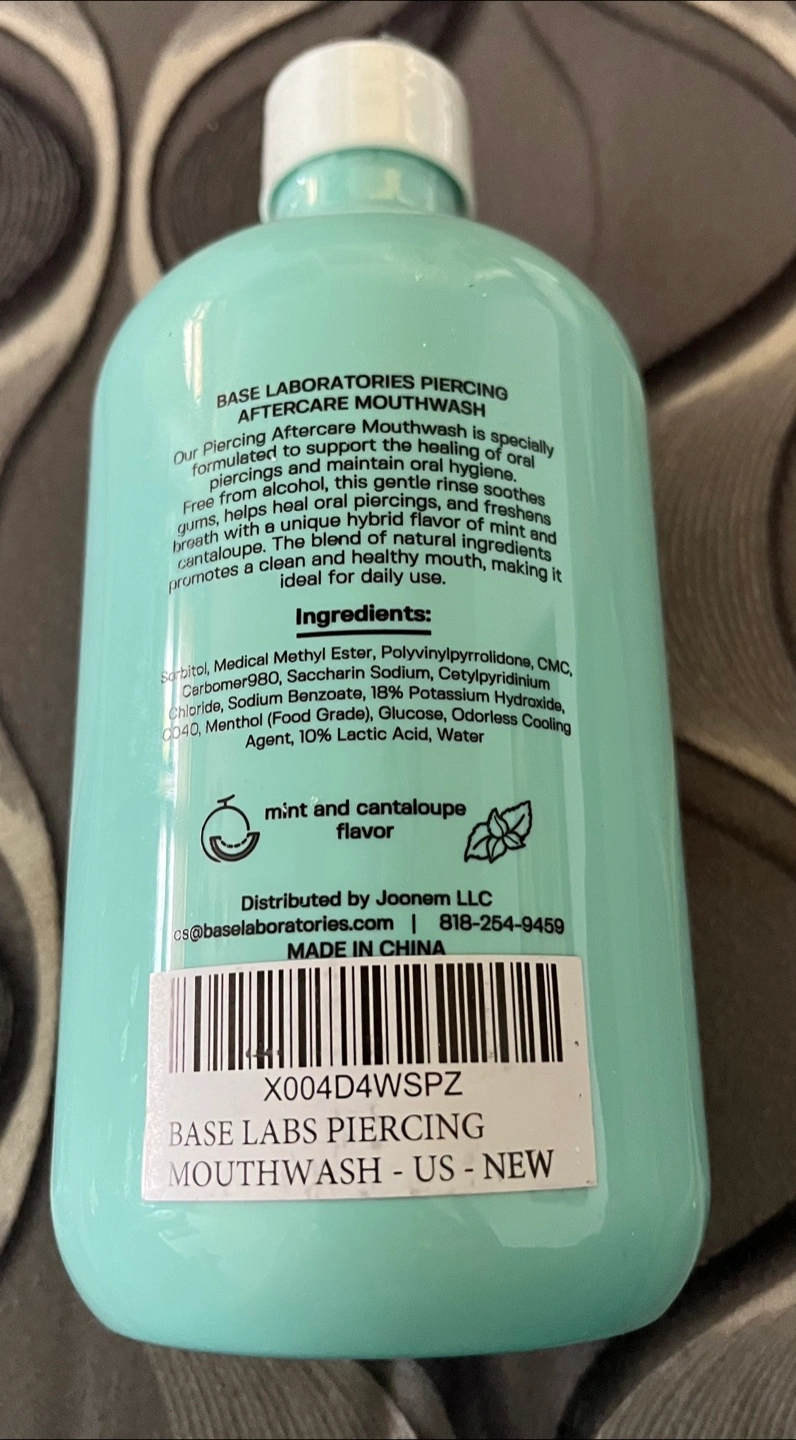 BASE LABORATORIES PIERCING
AFTERCARE MOUTHWASH
Our Piercing Aftercare Mouthwash is specially
formulated to support the healing of oral
piercings and maintain oral hygiene.
Free from alcohol, this gentle rinse soothes
gums, helps heal oral piercings, and freshens
breath with a unique hybrid flavor of mint and
cantaloupe. The blend of natural ingredients
promotes a clean and healthy mouth, making it
ideal for daily use.
Ingredients:
Sorbitol, Medical Methyl Ester, Polyvinylpyrrolidone, CMC,
Carbomer980, Saccharin Sodium, Cetylpyridinium
Chloride, Sodium Benzoate, 18% Potassium Hydroxide,
CO40, Menthol (Food Grade), Glucose, Odorless Cooling
Agent, 10% Lactic Acid, Water
mint and cantaloupe
flavor
Distributed by Joonem LLC
cs@baselaboratories.com | 818-254-9459
MADE IN CHINA
X004D4WSPZ
BASE LABS PIERCING
MOUTHWASH - US - NEW